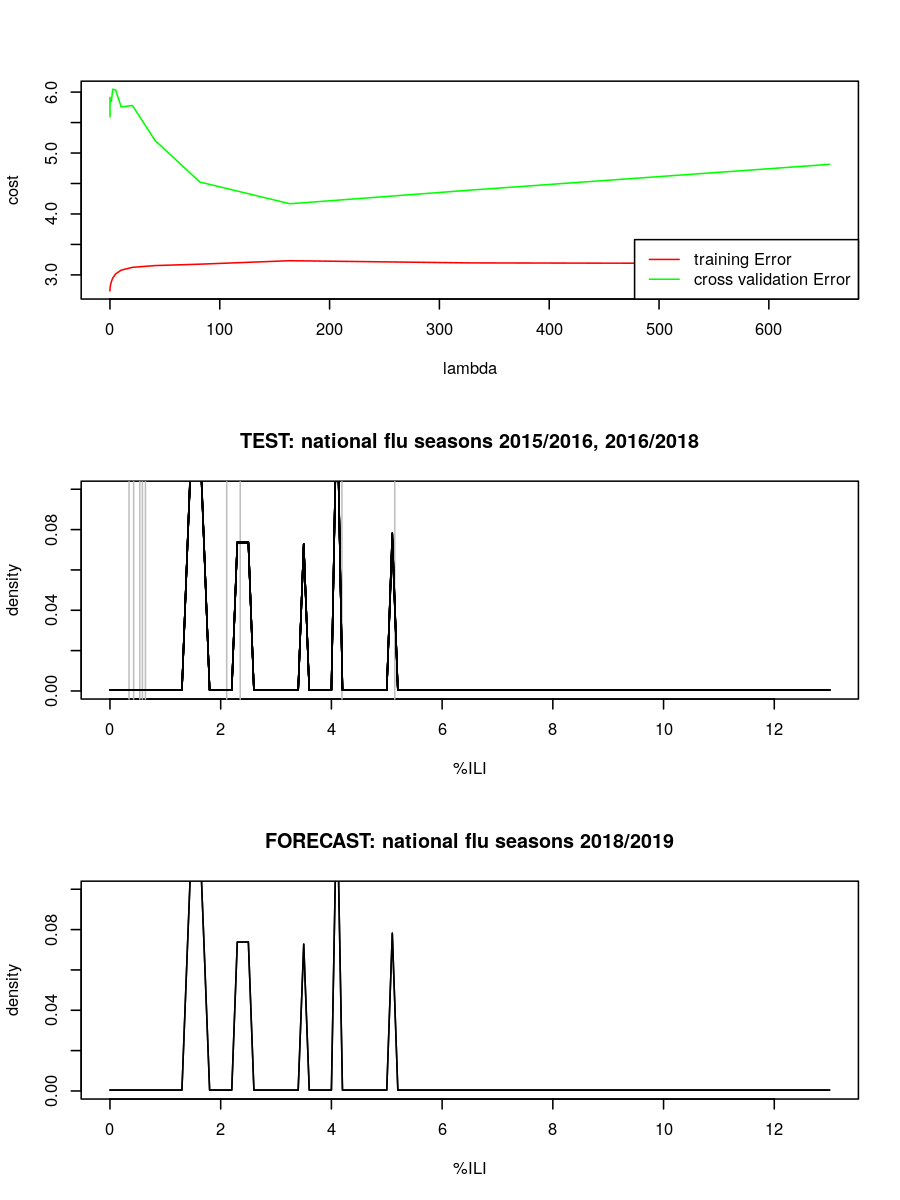 cost
6.0
5.0
4.0
3.0
training Error
cross validation Error
0 100 200 300 400 500 600
lambda
TEST: national flu seasons 2015/2016, 2016/2018
density
0.08
0.04
0.00
0 2 4 6 8 10 12
%ILI
FORECAST: national flu seasons 2018/2019
density
0.08
0.04
0.00
0 2 4 6 8 10 12
%ILI